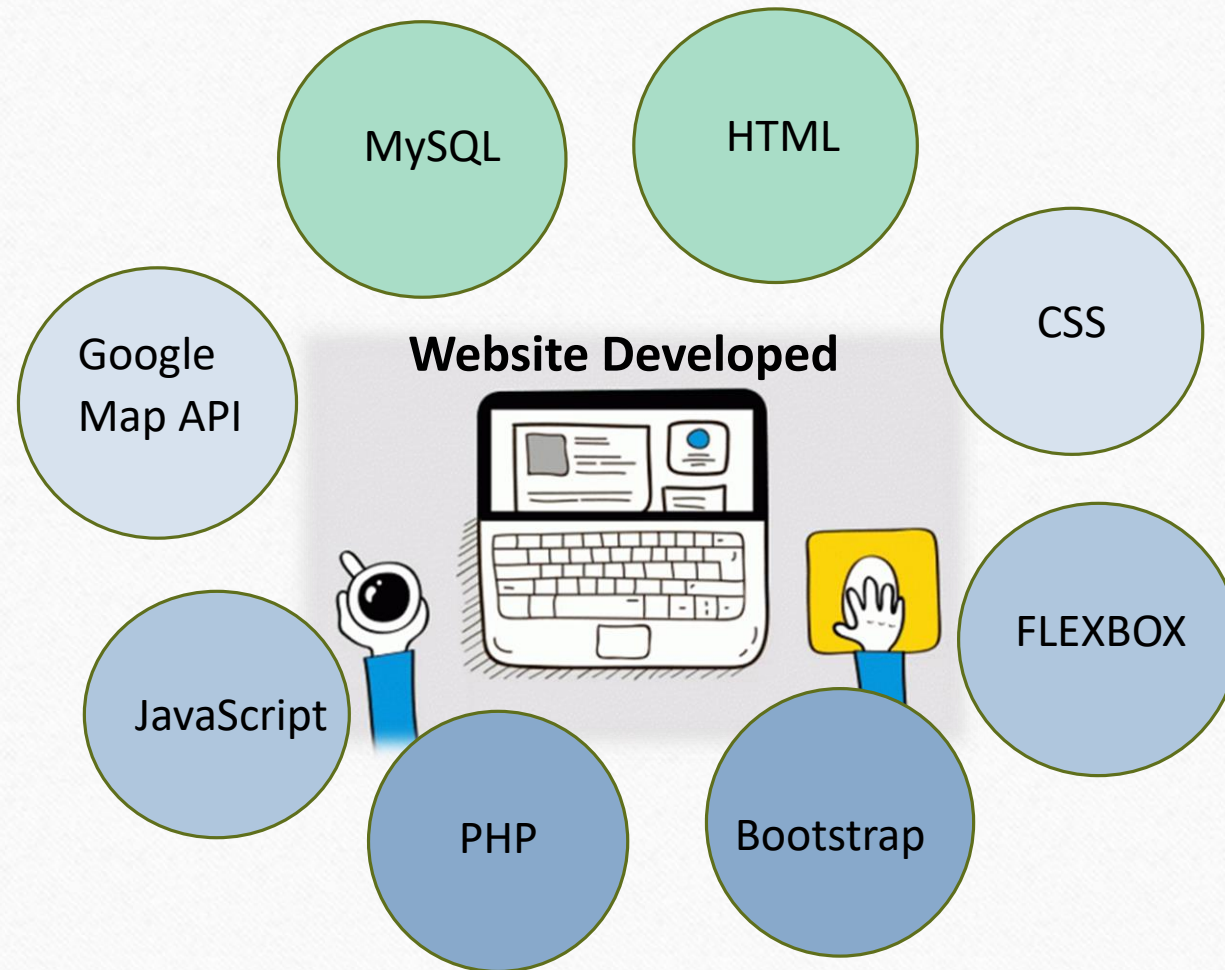 MySQL
HTML
CSS
Google
Map API
Website Developed
FLEXBOX
JavaScript
PHP
Bootstrap